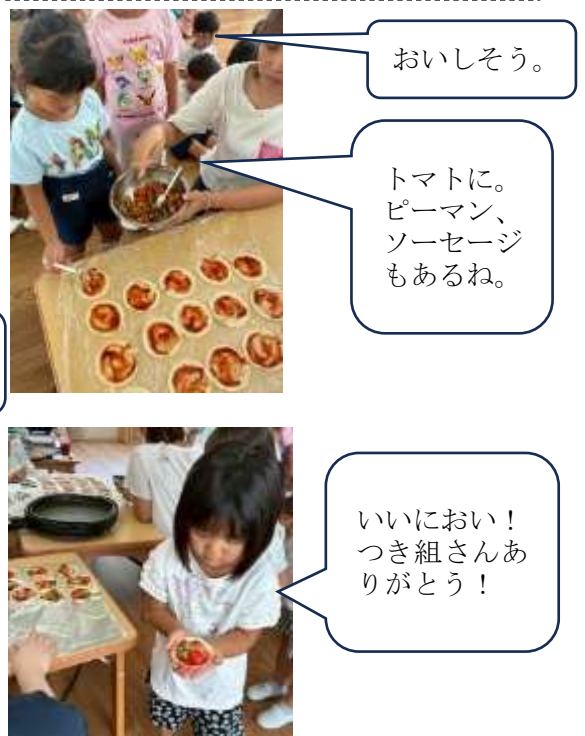 おいしそう。
トマトに。
ピーマン、
ソーセージ
もあるね。
いいにおい！
つき組さんあ
りがとう！